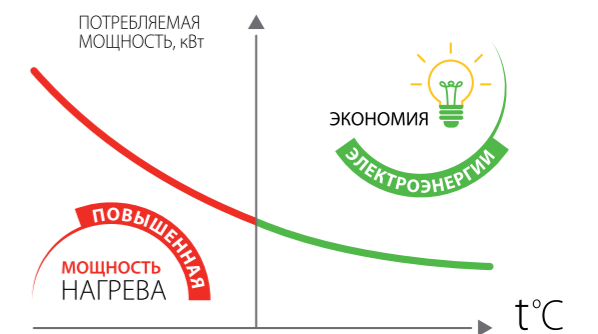 ПОТРЕБЛЯЕМАЯ
МОЩНОСТЬ, кВт
ЭКОНОМИЯ
ЭЛЕКТРОЭНЕРГИИ
ПОВЫШЕННАЯ
МОЩНОСТЬ
НАГРЕВА
t°C